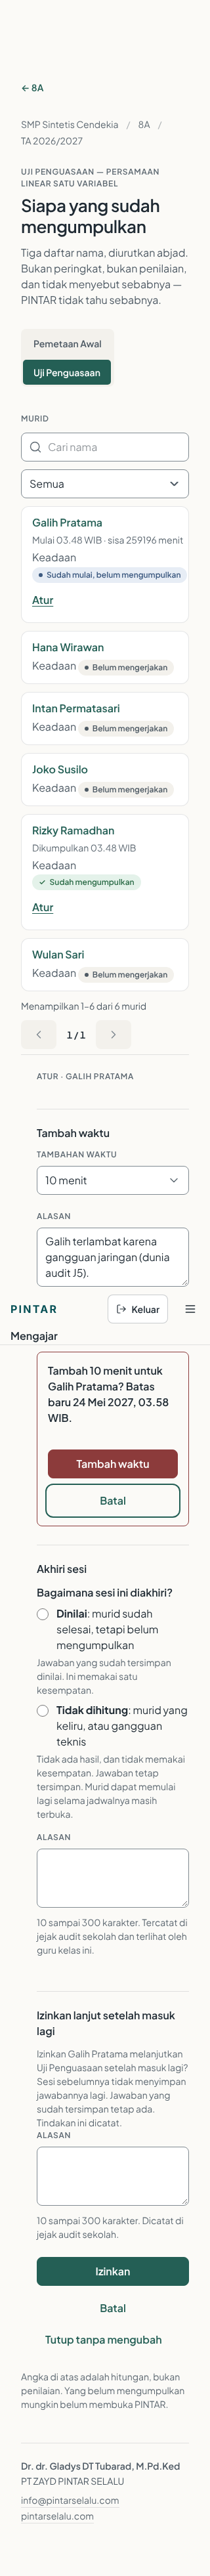 ← 8A
SMP Sintetis Cendekia / 8A /
TA 2026/2027
UJI PENGUASAAN — PERSAMAAN
LINEAR SATU VARIABEL
Siapa yang sudah
mengumpulkan
Tiga daftar nama, diurutkan abjad.
Bukan peringkat, bukan penilaian,
dan tidak menyebut sebabnya —
PINTAR tidak tahu sebabnya.
Pemetaan Awal
Uji Penguasaan
MURID
Cari nama
Semua
Galih Pratama
Mulai 03.48 WIB · sisa 259196 menit
Keadaan
Sudah mulai, belum mengumpulkan
Atur
Hana Wirawan
Keadaan Belum mengerjakan
Intan Permatasari
Keadaan Belum mengerjakan
Joko Susilo
Keadaan Belum mengerjakan
Rizky Ramadhan
Dikumpulkan 03.48 WIB
Keadaan
✓ Sudah mengumpulkan
Atur
Wulan Sari
Keadaan Belum mengerjakan
Menampilkan 1–6 dari 6 murid
1 / 1
ATUR · GALIH PRATAMA
Tambah waktu
TAMBAHAN WAKTU
10 menit
ALASAN
Galih terlambat karena
gangguan jaringan (dunia
audit J5).
PINTAR
Keluar
Mengajar
Tambah 10 menit untuk
Galih Pratama? Batas
baru 24 Mei 2027, 03.58
WIB.
Tambah waktu
Batal
Akhiri sesi
Bagaimana sesi ini diakhiri?
Dinilai: murid sudah
selesai, tetapi belum
mengumpulkan
Jawaban yang sudah tersimpan
dinilai. Ini memakai satu
kesempatan.
Tidak dihitung: murid yang
keliru, atau gangguan
teknis
Tidak ada hasil, dan tidak memakai
kesempatan. Jawaban tetap
tersimpan. Murid dapat memulai
lagi selama jadwalnya masih
terbuka.
ALASAN
10 sampai 300 karakter. Tercatat di
jejak audit sekolah dan terlihat oleh
guru kelas ini.
Izinkan lanjut setelah masuk
lagi
Izinkan Galih Pratama melanjutkan
Uji Penguasaan setelah masuk lagi?
Sesi sebelumnya tidak menyimpan
jawabannya lagi. Jawaban yang
sudah tersimpan tetap ada.
Tindakan ini dicatat.
ALASAN
10 sampai 300 karakter. Dicatat di
jejak audit sekolah.
Izinkan
Batal
Tutup tanpa mengubah
Angka di atas adalah hitungan, bukan
penilaian. Yang belum mengumpulkan
mungkin belum membuka PINTAR.
Dr. dr. Gladys DT Tubarad, M.Pd.Ked
PT ZAYD PINTAR SELALU
info@pintarselalu.com
pintarselalu.com